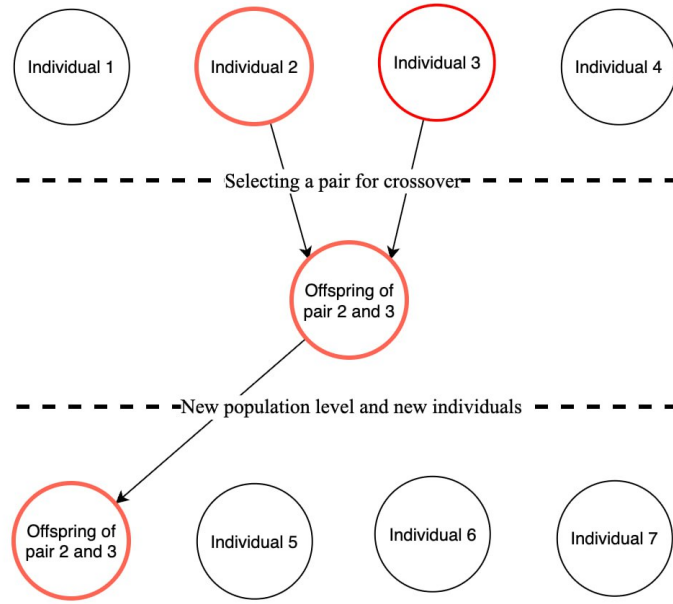 Individual 1
Individual 2
Individual 3
Individual 4
Selecting a pair for crossover
Offspring of
pair 2 and 3
New population level and new individuals
Offspring of
pair 2 and 3
Individual 5
Individual 6
Individual 7